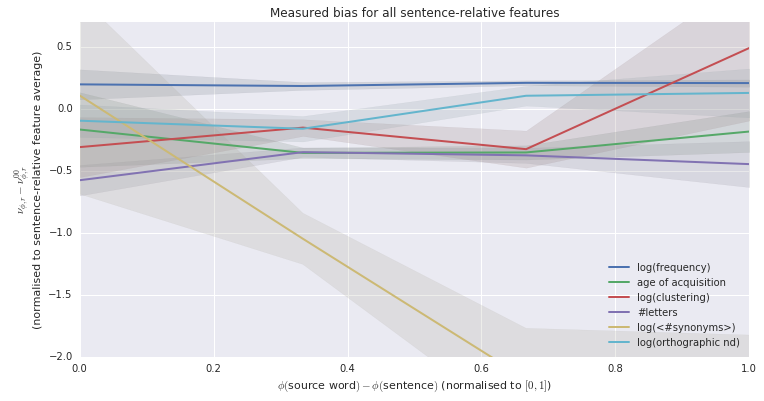 Measured bias for all sentence-relative features
ν_{ϕ,r} − ν^{00}_{ϕ,r}
(normalised to sentence-relative feature average)
0.5
0.0
−0.5
−1.0
−1.5
−2.0
0.0 0.2 0.4 0.6 0.8 1.0
ϕ(source word) − ϕ(sentence) (normalised to [0, 1])
log(frequency)
age of acquisition
log(clustering)
#letters
log(<#synonyms>)
log(orthographic nd)